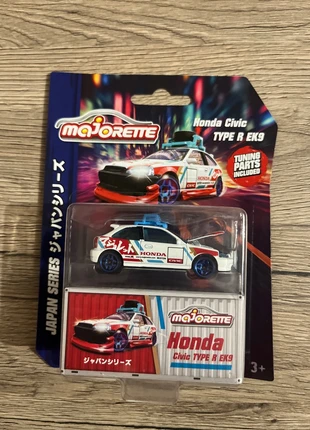 majorette
Honda Civic
TYPE R EK9
TUNING
PARTS
INCLUDED
JAPAN SERIES ジャパンシリーズ
HONDA
majorette
Honda
Civic TYPE R EK9
ジャパンシリーズ
3+